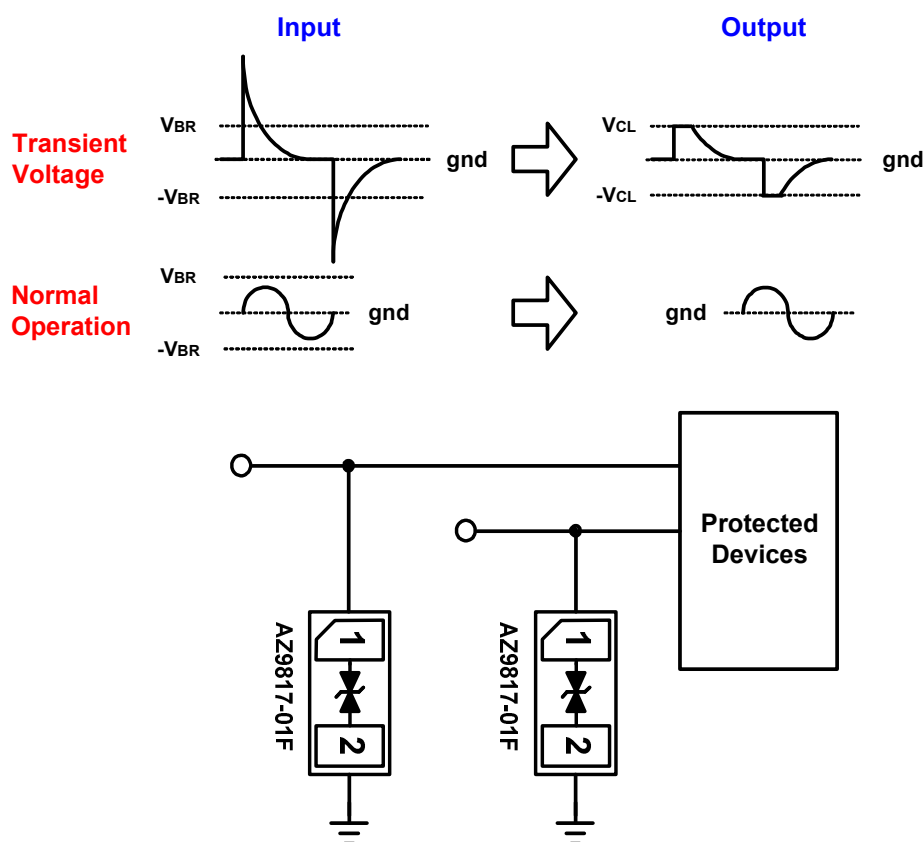 Input
Output
Transient
Voltage
VBR
-VBR
gnd
VCL
-VCL
gnd
Normal
Operation
VBR
-VBR
gnd
gnd
Protected
Devices
AZ9817-01F
1
2
AZ9817-01F
1
2